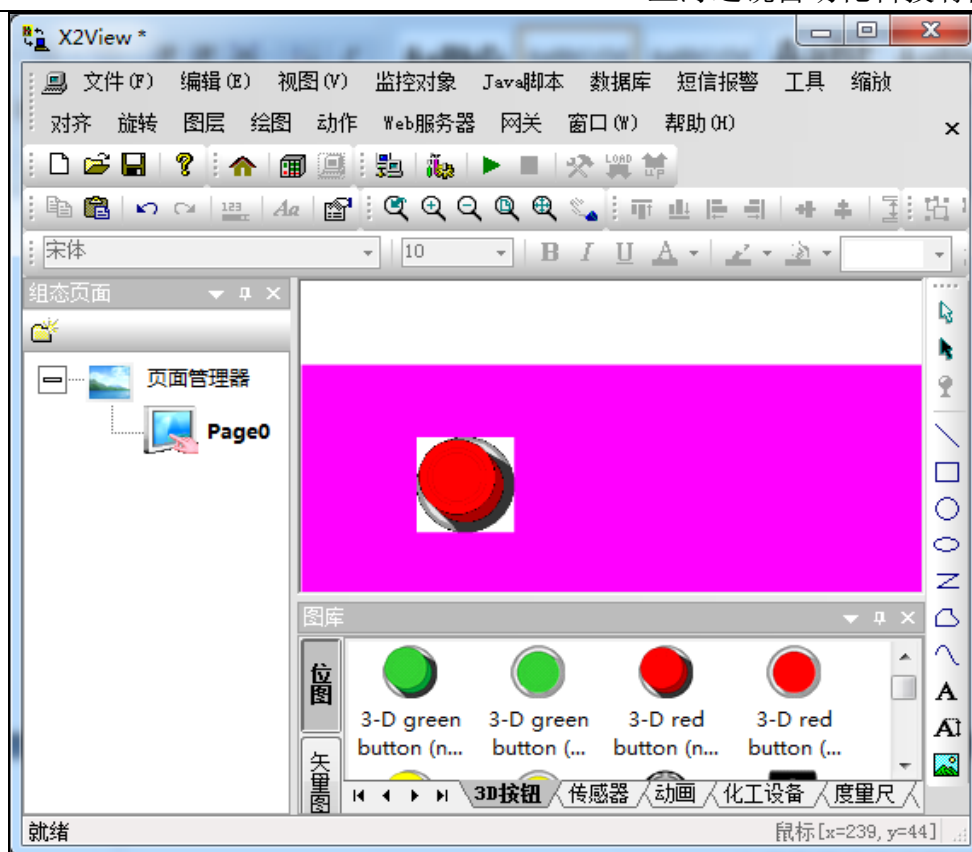 X2View *
文件(F) 编辑(E) 视图(V) 监控对象 Java脚本 数据库 短信报警 工具 缩放
对齐 旋转 图层 绘图 动作 Web服务器 网关 窗口(W) 帮助(H)
LOAD
UP
123
Aa
宋体 10 B I U A
组态页面
页面管理器
Page0
图库
位图
矢量图
3-D green button (n...
3-D green button (...
3-D red button (n...
3-D red button (...
3D按钮 传感器 动画 化工设备 度量尺
A
A
就绪 鼠标[x=239, y=44]